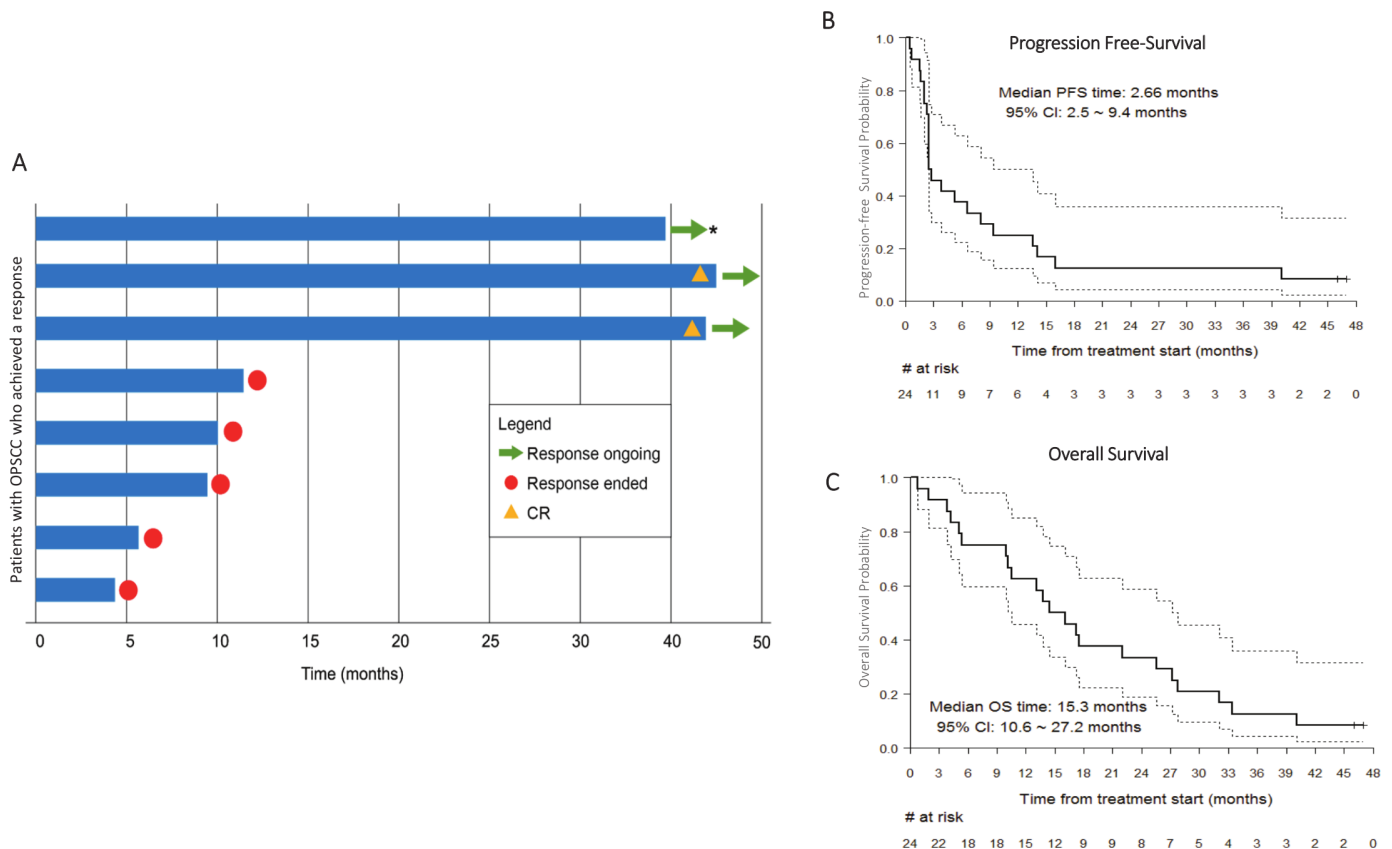 A
Patients with OPSCC who achieved a response
*
Legend
Response ongoing
Response ended
CR
0 5 10 15 20 25 30 40 50
Time (months)
B
Progression Free-Survival
Median PFS time: 2.66 months
95% CI: 2.5 ~ 9.4 months
Progression-free Survival Probability
1.0
0.8
0.6
0.4
0.2
0.0
0 3 6 9 12 15 18 21 24 27 30 33 36 39 42 45 48
Time from treatment start (months)
# at risk
24 11 9 7 6 4 3 3 3 3 3 3 3 3 2 2 0
C
Overall Survival
Overall Survival Probability
1.0
0.8
0.6
0.4
0.2
0.0
Median OS time: 15.3 months
95% CI: 10.6 ~ 27.2 months
0 3 6 9 12 15 18 21 24 27 30 33 36 39 42 45 48
Time from treatment start (months)
# at risk
24 22 18 18 15 12 9 9 8 7 5 4 3 3 2 2 0